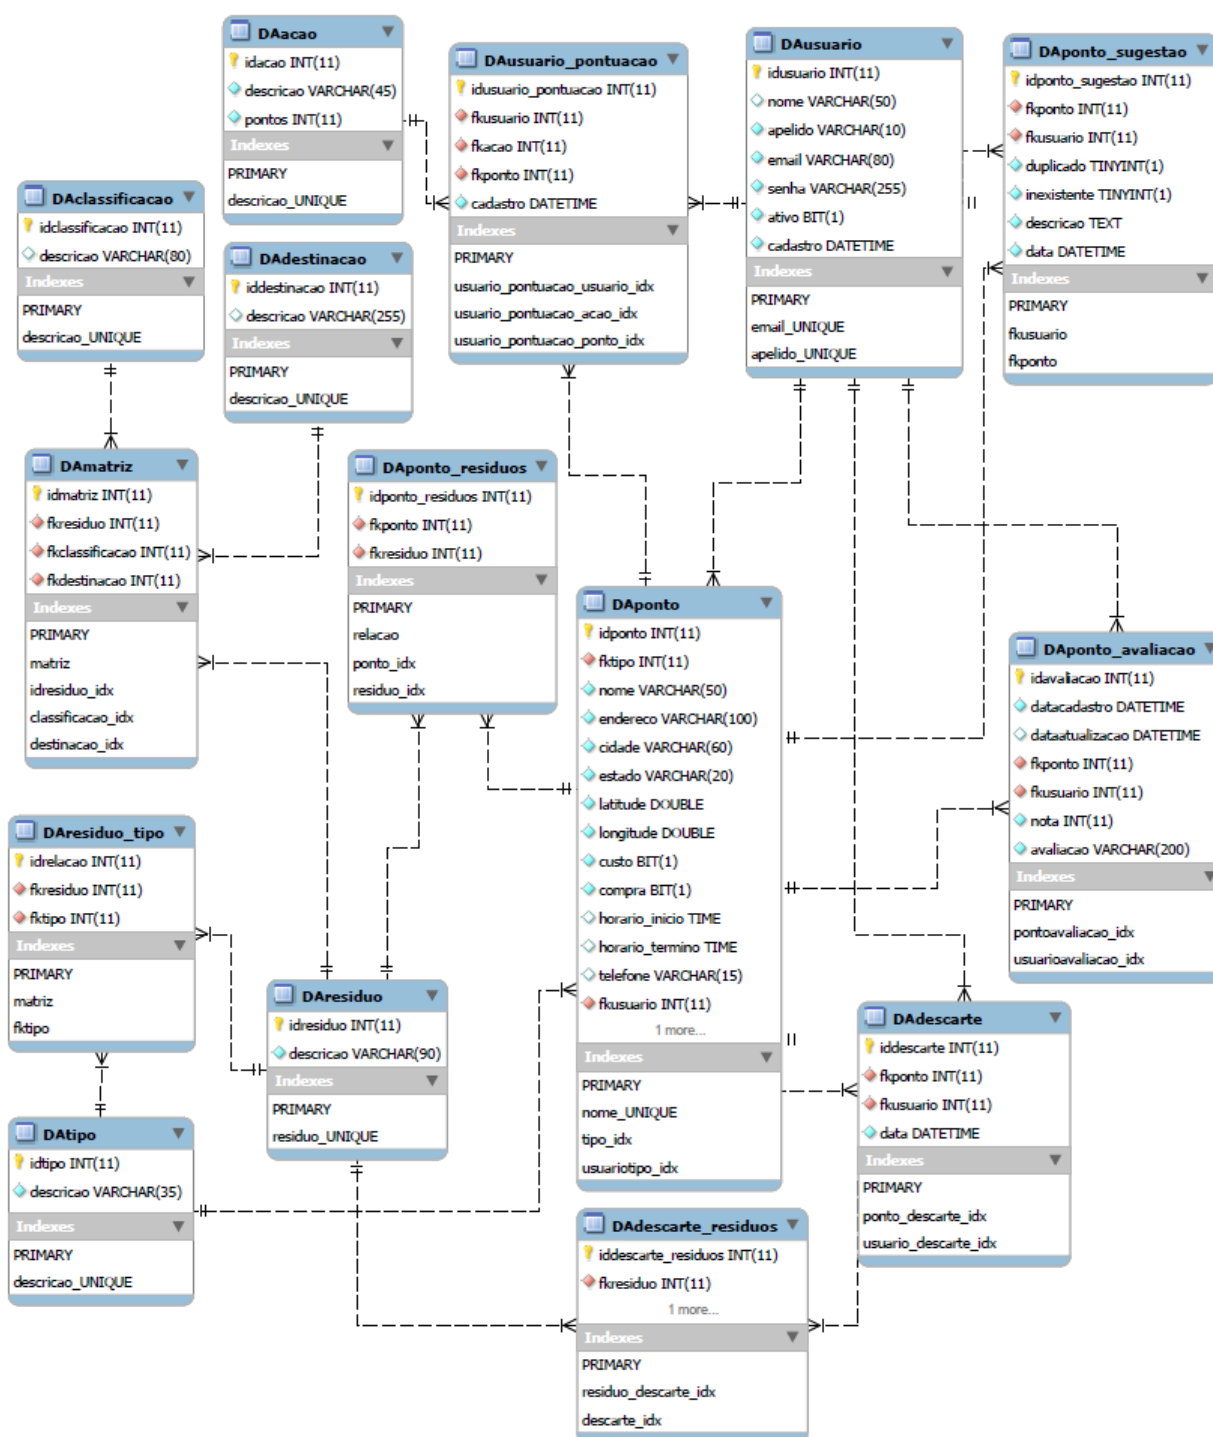 DAacao
idacao INT(11)
descricao VARCHAR(45)
pontos INT(11)
Indexes
PRIMARY
descricao_UNIQUE
DAusuario_pontuacao
idusuario_pontuacao INT(11)
fkusuario INT(11)
fkacao INT(11)
fkponto INT(11)
cadastro DATETIME
Indexes
PRIMARY
usuario_pontuacao_usuario_idx
usuario_pontuacao_acao_idx
usuario_pontuacao_ponto_idx
DAusuario
idusuario INT(11)
nome VARCHAR(50)
apelido VARCHAR(10)
email VARCHAR(80)
senha VARCHAR(255)
ativo BIT(1)
cadastro DATETIME
Indexes
PRIMARY
email_UNIQUE
apelido_UNIQUE
DAponto_sugestao
idponto_sugestao INT(11)
fkponto INT(11)
fkusuario INT(11)
duplicado TINYINT(1)
inexistente TINYINT(1)
descricao TEXT
data DATETIME
Indexes
PRIMARY
fkusuario
fkponto
DAclassificacao
idclassificacao INT(11)
descricao VARCHAR(80)
Indexes
PRIMARY
descricao_UNIQUE
DAdestinacao
iddestinacao INT(11)
descricao VARCHAR(255)
Indexes
PRIMARY
descricao_UNIQUE
DAmatriz
idmatriz INT(11)
fkresiduo INT(11)
fkclassificacao INT(11)
fkdestinacao INT(11)
Indexes
PRIMARY
matriz
idresiduo_idx
classificacao_idx
destinacao_idx
DAponto_residuos
idponto_residuos INT(11)
fkponto INT(11)
fkresiduo INT(11)
Indexes
PRIMARY
relacao
ponto_idx
residuo_idx
DAponto
idponto INT(11)
fktipo INT(11)
nome VARCHAR(50)
endereco VARCHAR(100)
cidade VARCHAR(60)
estado VARCHAR(20)
latitude DOUBLE
longitude DOUBLE
custo BIT(1)
compra BIT(1)
horario_inicio TIME
horario_termino TIME
telefone VARCHAR(15)
fkusuario INT(11)
1 more...
Indexes
PRIMARY
nome_UNIQUE
tipo_idx
usuariotipo_idx
DAponto_avaliacao
idavaliacao INT(11)
datacadastro DATETIME
dataatualizacao DATETIME
fkponto INT(11)
fkusuario INT(11)
nota INT(11)
avaliacao VARCHAR(200)
Indexes
PRIMARY
pontoavaliacao_idx
usuarioavaliacao_idx
DAresiduo_tipo
idrelacao INT(11)
fkresiduo INT(11)
fktipo INT(11)
Indexes
PRIMARY
matriz
fktipo
DAresiduo
idresiduo INT(11)
descricao VARCHAR(90)
Indexes
PRIMARY
residuo_UNIQUE
DAdescarte
iddescarte INT(11)
fkponto INT(11)
fkusuario INT(11)
data DATETIME
Indexes
PRIMARY
ponto_descarte_idx
usuario_descarte_idx
DAtipo
idtipo INT(11)
descricao VARCHAR(35)
Indexes
PRIMARY
descricao_UNIQUE
DAdescarte_residuos
iddescarte_residuos INT(11)
fkresiduo INT(11)
1 more...
Indexes
PRIMARY
residuo_descarte_idx
descarte_idx